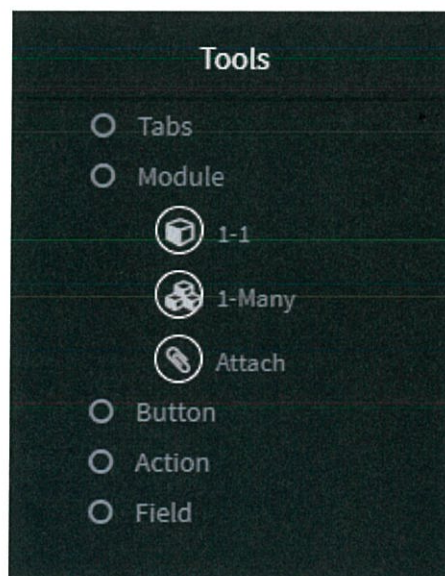 Tools
Tabs
Module
1-1
1-Many
Attach
Button
Action
Field